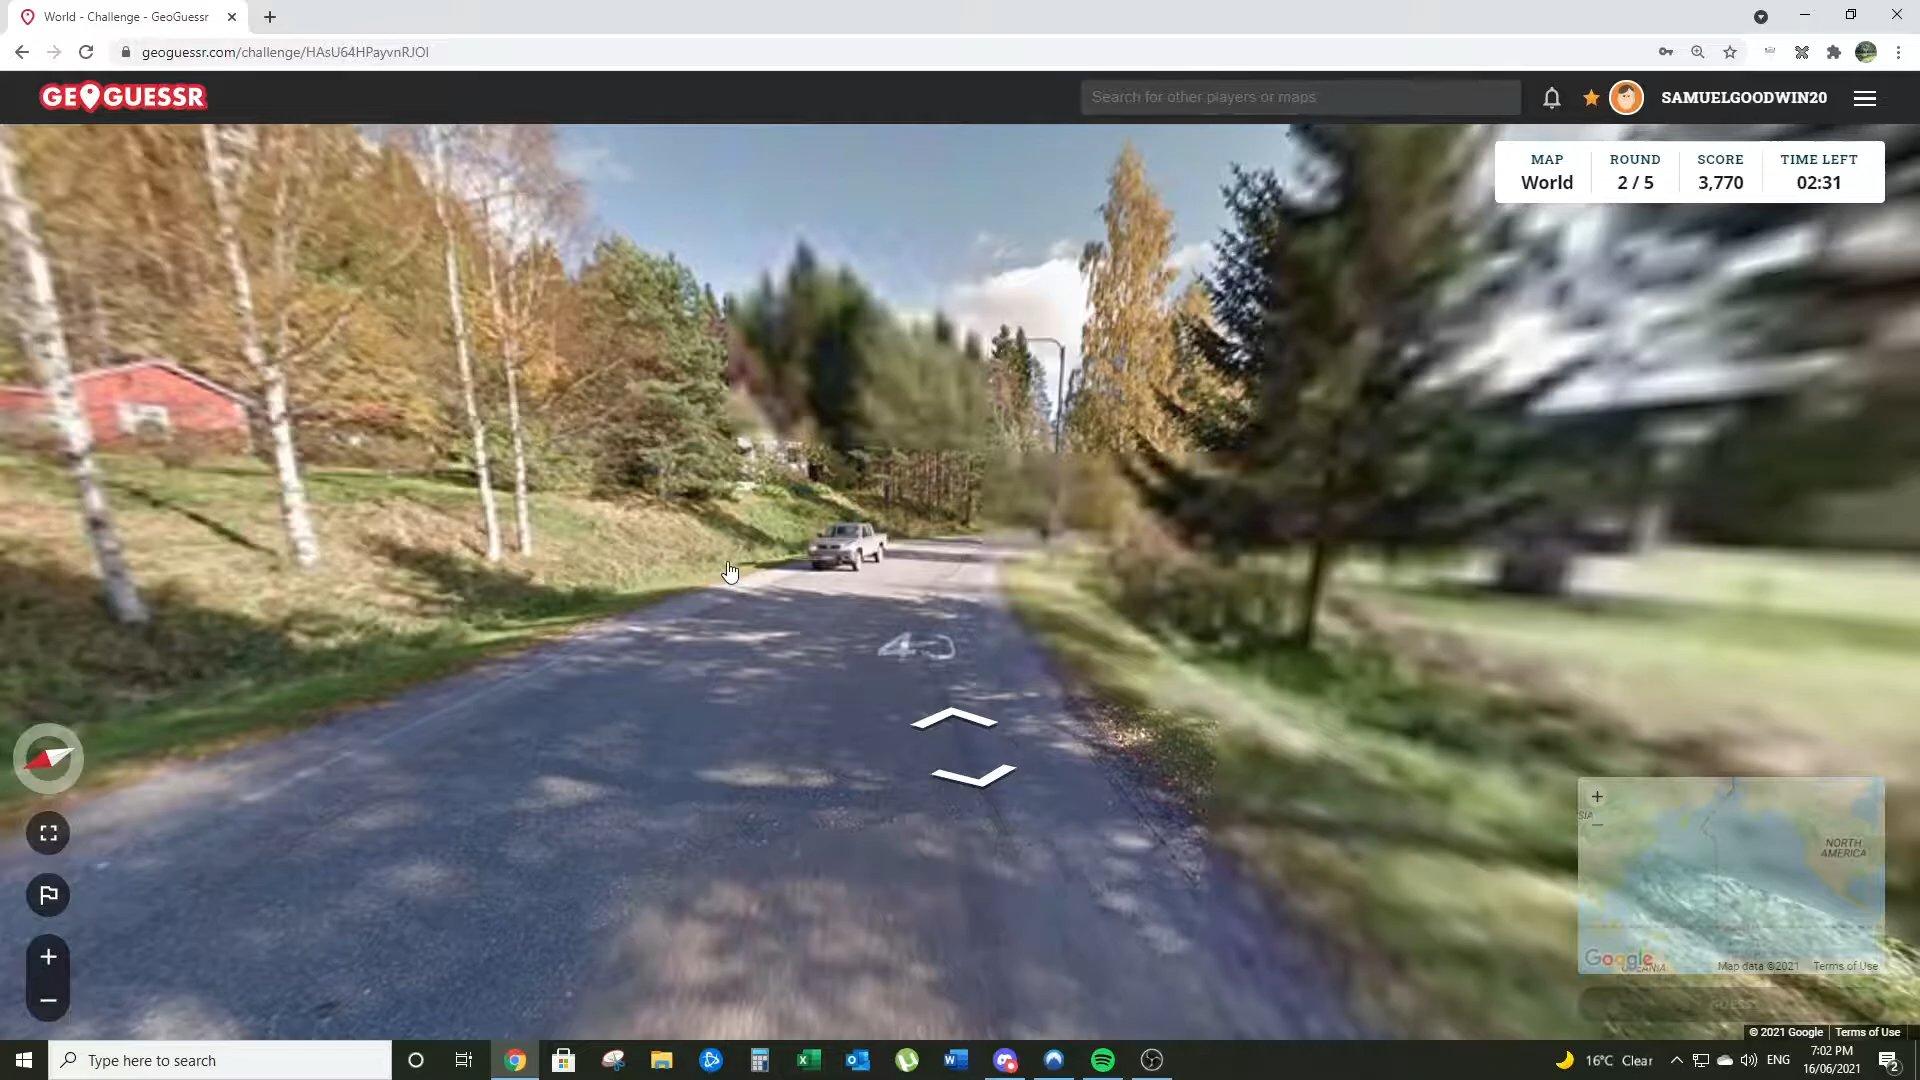 World - Challenge - GeoGuessr
geoguessr.com/challenge/HAsU64HPayvnRJOI
GEOGUESSR
Search for other players or maps
SAMUELGOODWIN20
MAP ROUND SCORE TIME LEFT
World 2 / 5 3,770 02:31
40
NORTH
AMERICA
Google
Map data ©2021 Terms of Use
GUESS
© 2021 Google Terms of Use
Type here to search
16°C Clear
ENG
7:02 PM
16/06/2021
2